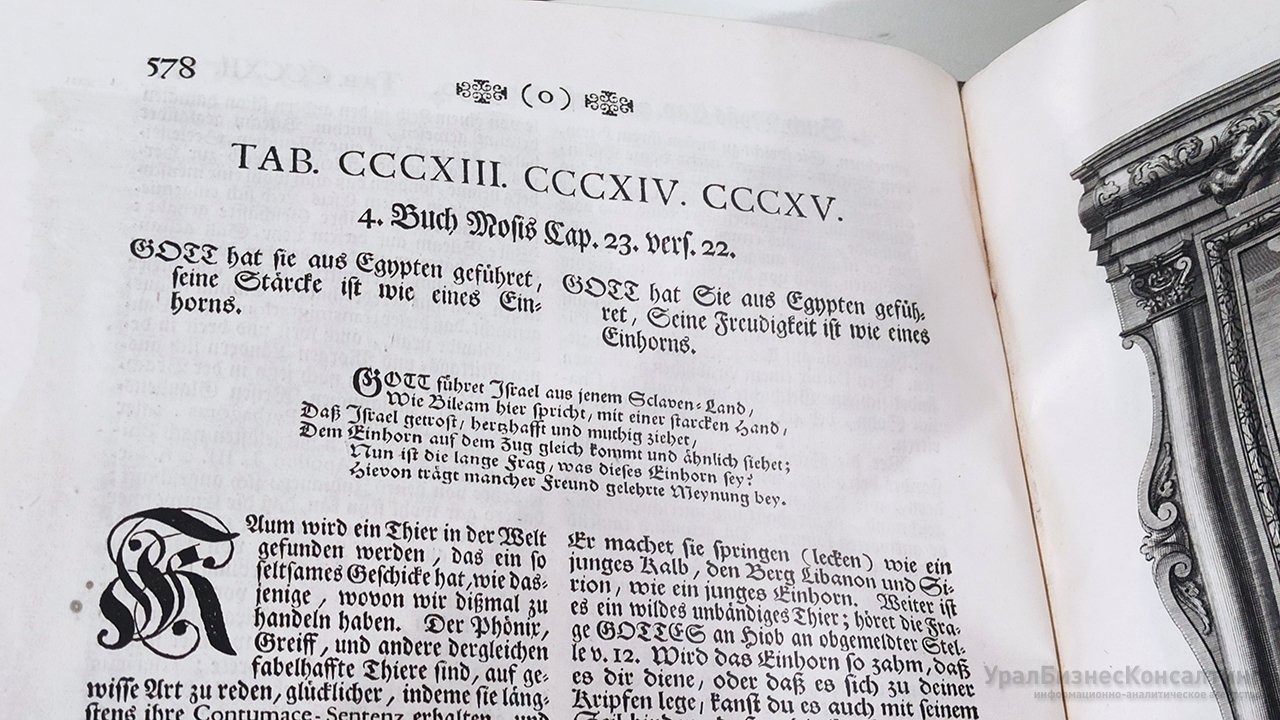 578
(o)
TAB. CCCXIII. CCCXIV. CCCXV.
4. Buch Mosis Cap. 23. vers. 22.
GOTT hat sie aus Egypten geführet,
seine Stärcke ist wie eines Ein-
horns.
GOTT hat Sie aus Egypten gefüh-
ret, Seine Freudigkeit ist wie eines
Einhorns.
GOTT führet Israel aus jenem Sclaven-Land,
Wie Bileam hier spricht, mit einer starcken Hand,
Daß Israel getrost, hertzhafft und muthig ziehet,
Dem Einhorn auf dem Zug gleich kommt und ähnlich siehet;
Nun ist die lange Frag, was dieses Einhorn sey?
Hievon trägt mancher Freund gelehrte Meynung bey.
KAum wird ein Thier in der Welt
gefunden werden, das ein so
seltsames Geschicke hat, wie das-
jenige, wovon wir dißmal zu
handeln haben. Der Phönix,
Greiff, und andere dergleichen
fabelhaffte Thiere sind, auf ge-
wisse Art zu reden, glücklicher, indeme sie läng-
stens ihre Contumace-Sentenz erhalten, und
Er machet sie springen (lecken) wie ein
junges Kalb, den Berg Libanon und Si-
rion, wie ein junges Einhorn. Weiter ist
es ein wildes unbändiges Thier; höret die Fra-
ge GOTTES an Hiob an obgemeldter Stel-
le v. 12. Wird das Einhorn so zahm, daß
es dir diene, oder daß es sich zu deiner
Kripfen lege, kanst du es auch mit seinem
УралБизнесКонсалтинг
информационно-аналитическое агентство